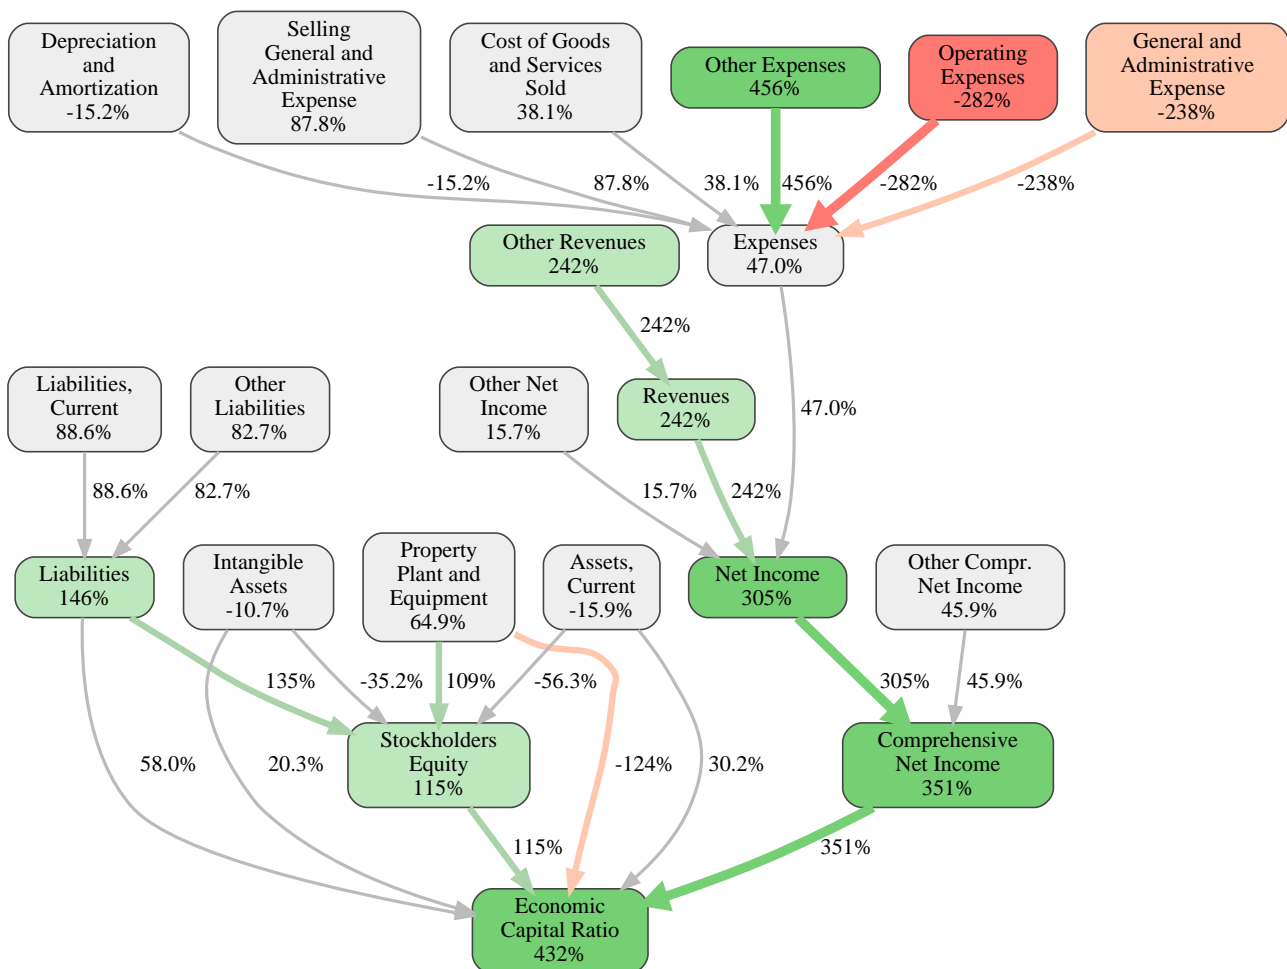 Depreciation
and
Amortization
-15.2%
Selling
General and
Administrative
Expense
87.8%
Cost of Goods
and Services
Sold
38.1%
Other Expenses
456%
Operating
Expenses
-282%
General and
Administrative
Expense
-238%
-15.2%
87.8%
38.1%
456%
-282%
-238%
Other Revenues
242%
Expenses
47.0%
242%
Liabilities,
Current
88.6%
Other
Liabilities
82.7%
Other Net
Income
15.7%
Revenues
242%
47.0%
88.6%
82.7%
15.7%
242%
Liabilities
146%
Intangible
Assets
-10.7%
Property
Plant and
Equipment
64.9%
Assets,
Current
-15.9%
Net Income
305%
Other Compr.
Net Income
45.9%
135%
-35.2%
109%
-56.3%
305%
45.9%
58.0%
20.3%
Stockholders
Equity
115%
-124%
30.2%
Comprehensive
Net Income
351%
115%
351%
Economic
Capital Ratio
432%